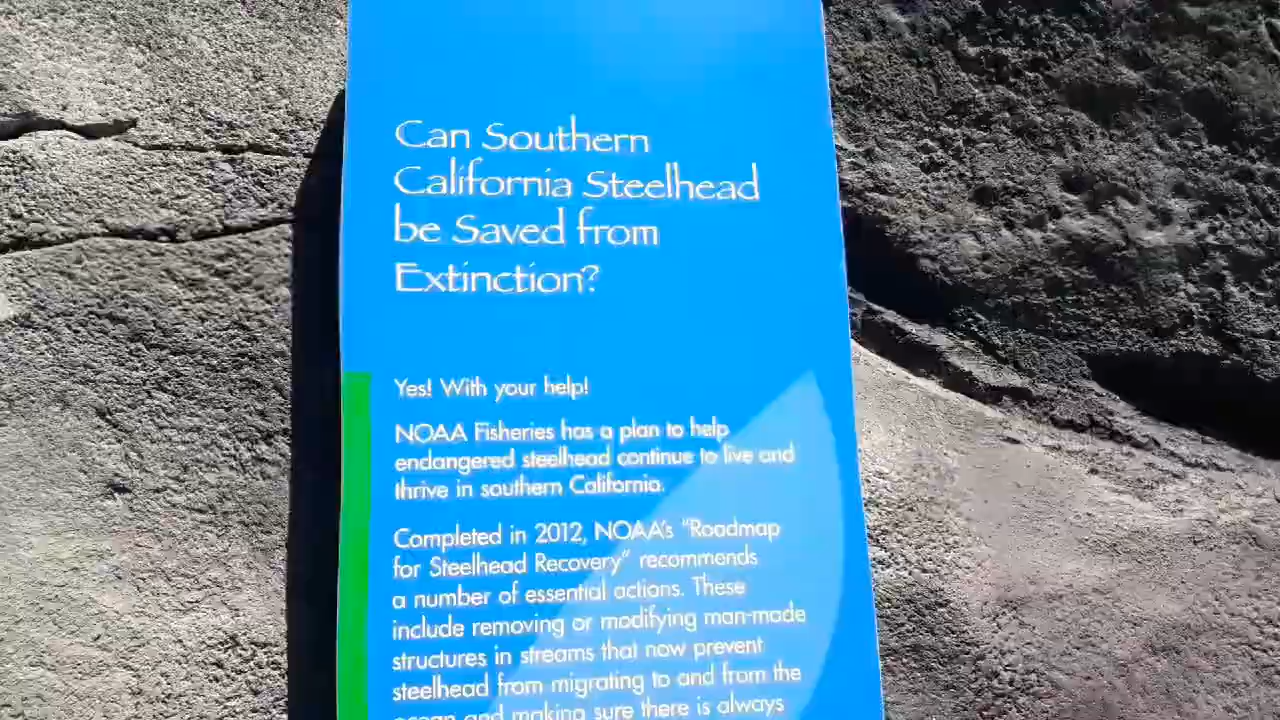 Can Southern
California Steelhead
be Saved from
Extinction?
Yes! With your help!
NOAA Fisheries has a plan to help
endangered steelhead continue to live and
thrive in southern California.
Completed in 2012, NOAA's "Roadmap
for Steelhead Recovery" recommends
a number of essential actions. These
include removing or modifying man-made
structures in streams that now prevent
steelhead from migrating to and from the
ocean and making sure there is always